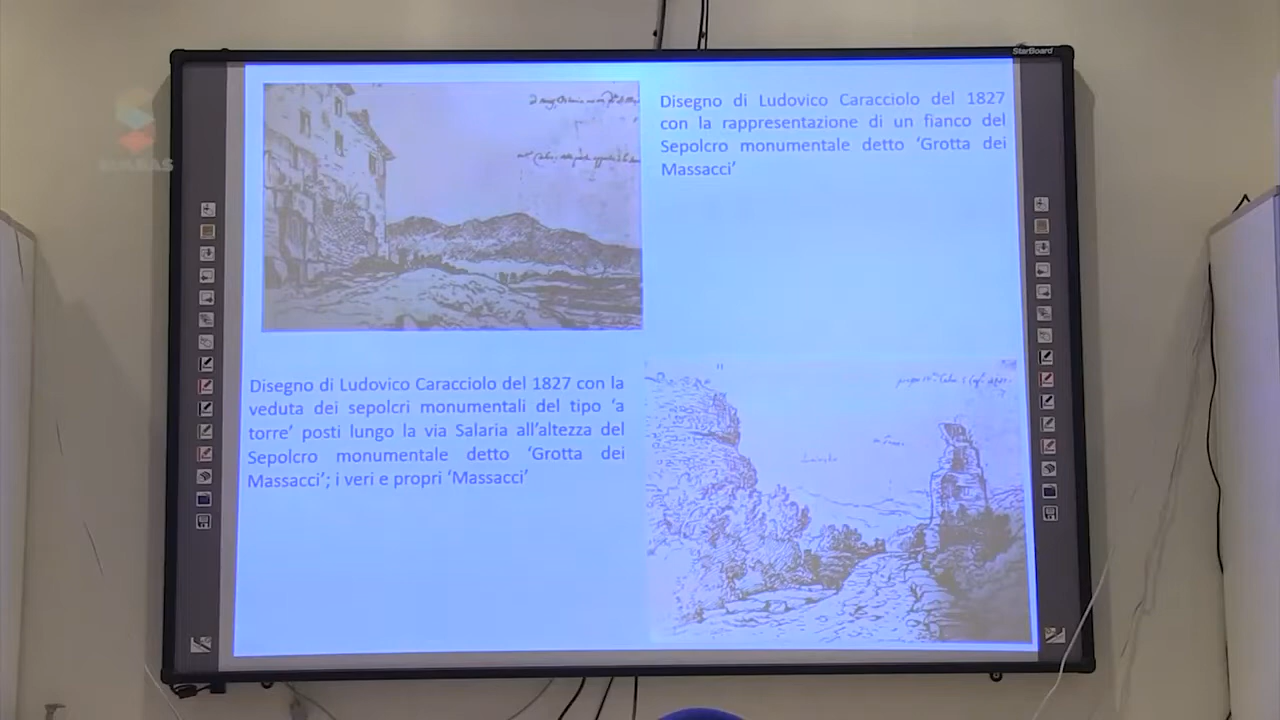 StarBoard
Disegno di Ludovico Caracciolo del 1827
con la rappresentazione di un fianco del
Sepolcro monumentale detto ‘Grotta dei
Massacci’
Disegno di Ludovico Caracciolo del 1827 con la
veduta dei sepolcri monumentali del tipo ‘a
torre’ posti lungo la via Salaria all’altezza del
Sepolcro monumentale detto ‘Grotta dei
Massacci’; i veri e propri ‘Massacci’